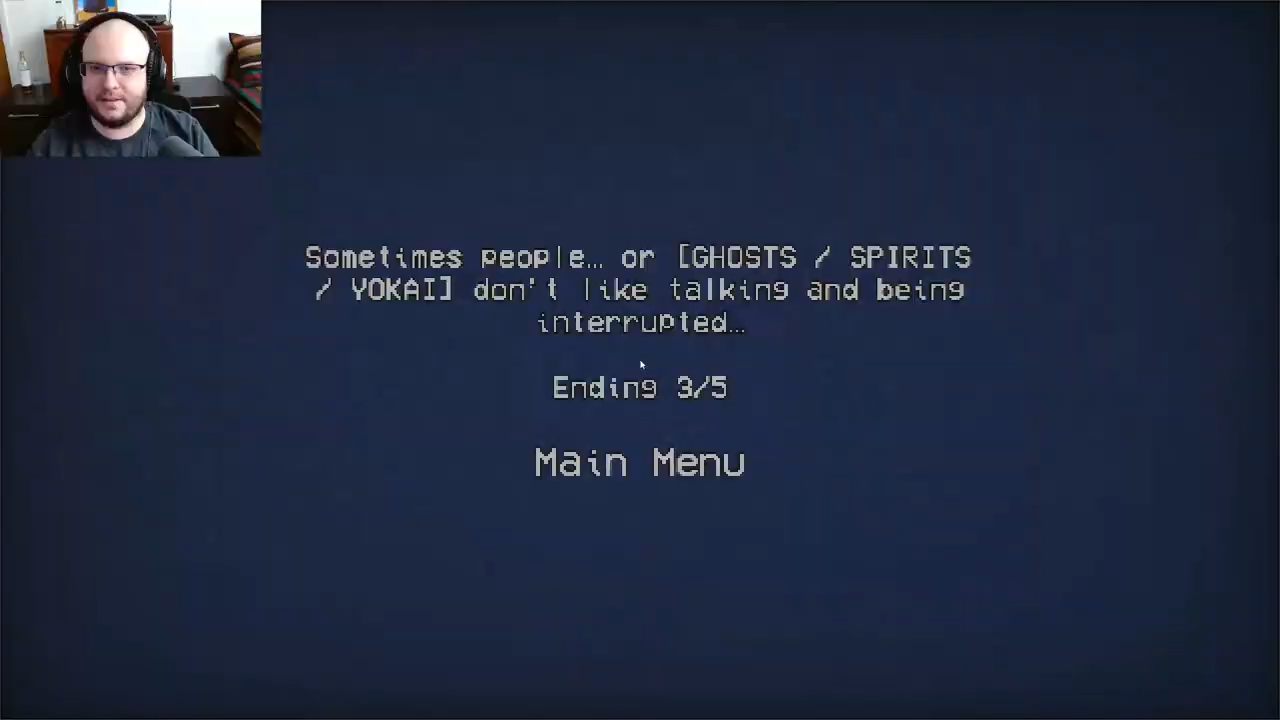 Sometimes people… or [GHOSTS / SPIRITS
/ YOKAI] don't like talking and being
interrupted…
Ending 3/5
Main Menu